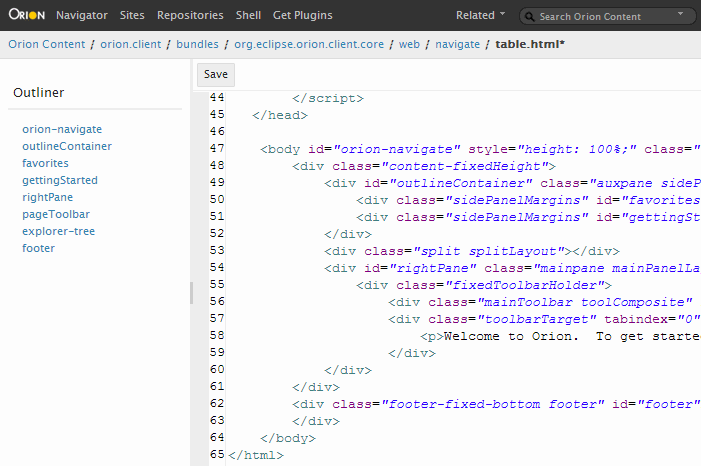 ORION Navigator Sites Repositories Shell Get Plugins Related Search Orion Content
Orion Content / orion.client / bundles / org.eclipse.orion.client.core / web / navigate / table.html*
Outliner
orion-navigate
outlineContainer
favorites
gettingStarted
rightPane
pageToolbar
explorer-tree
footer
Save
44 </script>
45 </head>
46
47 <body id="orion-navigate" style="height: 100%;" class="
48 <div class="content-fixedHeight">
49 <div id="outlineContainer" class="auxpane sideP
50 <div class="sidePanelMargins" id="favorites
51 <div class="sidePanelMargins" id="gettingSt
52 </div>
53 <div class="split splitLayout"></div>
54 <div id="rightPane" class="mainpane mainPanelLa
55 <div class="fixedToolbarHolder">
56 <div class="mainToolbar toolComposite"
57 <div class="toolbarTarget" tabindex="0"
58 <p>Welcome to Orion.  To get starte
59 </div>
60 </div>
61 </div>
62 <div class="footer-fixed-bottom footer" id="footer"
63 </div>
64 </body>
65 </html>